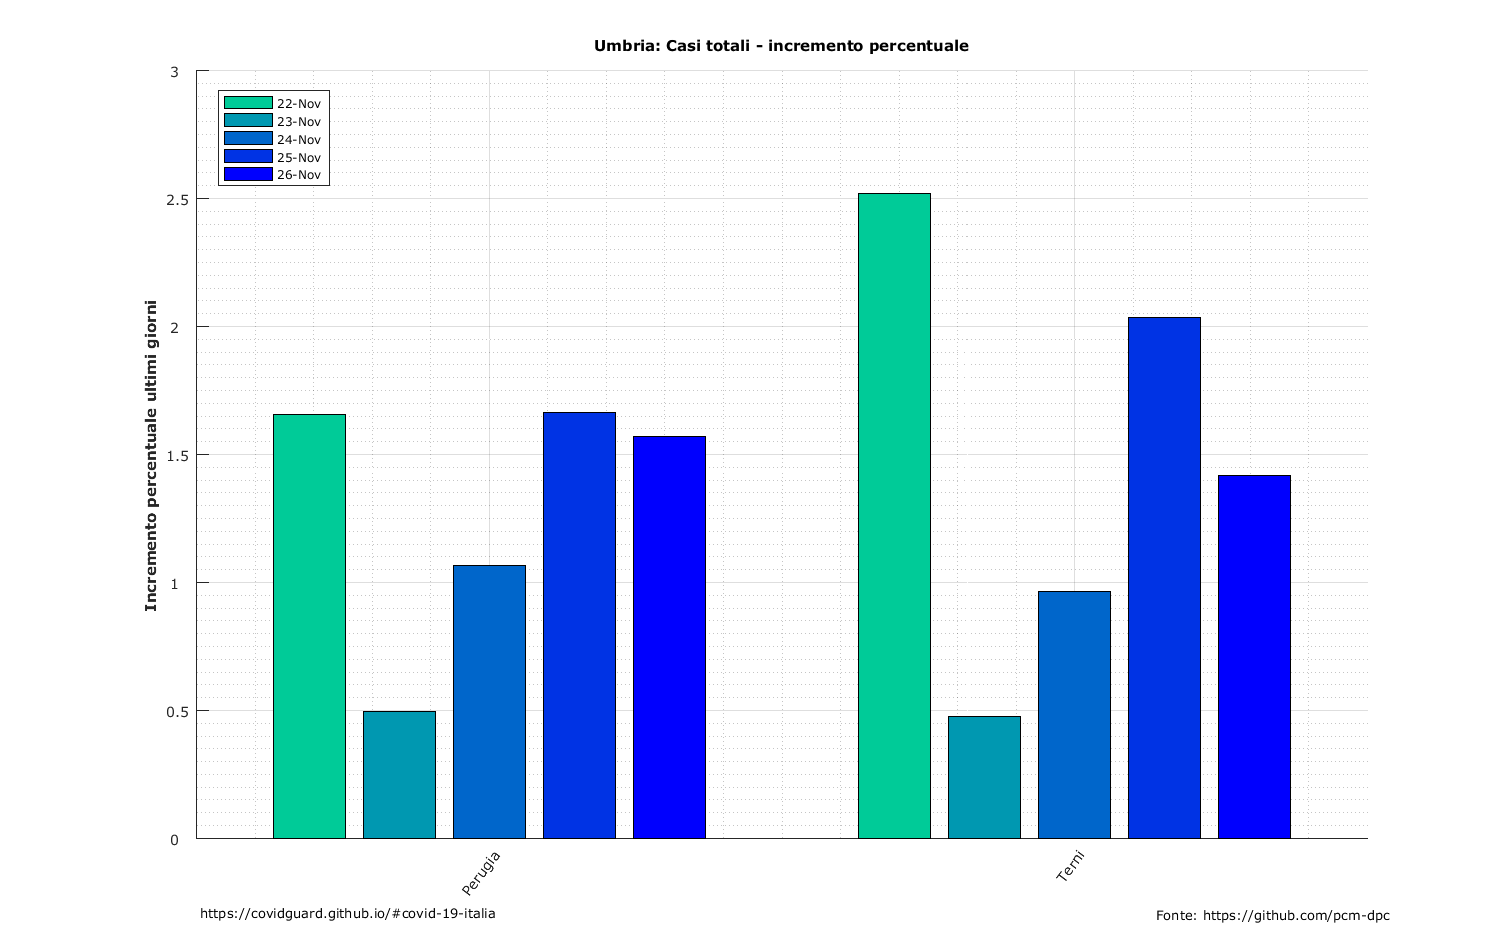 Umbria: Casi totali - incremento percentuale
3
2.5
2
1.5
1
0.5
0
Incremento percentuale ultimi giorni
22-Nov
23-Nov
24-Nov
25-Nov
26-Nov
Perugia
Terni
https://covidguard.github.io/#covid-19-italia
Fonte: https://github.com/pcm-dpc